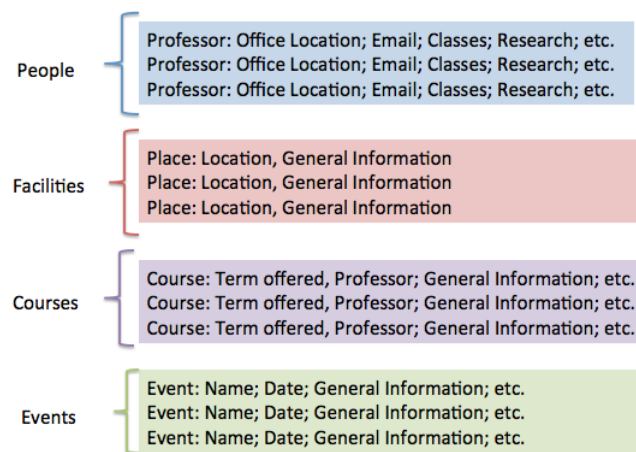 People
Professor: Office Location; Email; Classes; Research; etc.
Professor: Office Location; Email; Classes; Research; etc.
Professor: Office Location; Email; Classes; Research; etc.
Facilities
Place: Location, General Information
Place: Location, General Information
Place: Location, General Information
Courses
Course: Term offered, Professor; General Information; etc.
Course: Term offered, Professor; General Information; etc.
Course: Term offered, Professor; General Information; etc.
Events
Event: Name; Date; General Information; etc.
Event: Name; Date; General Information; etc.
Event: Name; Date; General Information; etc.